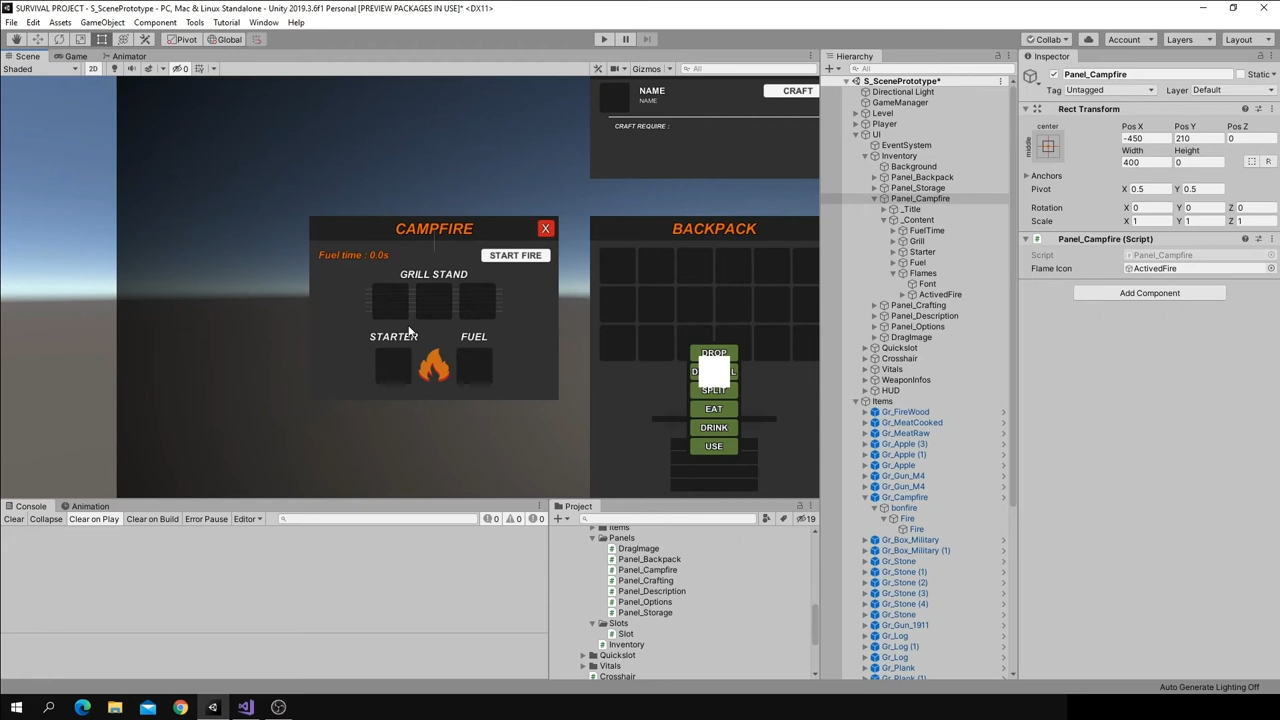 SURVIVAL PROJECT - S_ScenePrototype - PC, Mac & Linux Standalone - Unity 2019.3.6f1 Personal [PREVIEW PACKAGES IN USE]* <DX11>
File Edit Assets GameObject Component Tools Tutorial Window Help
Pivot Global Collab Account Layers Layout
Scene Game Animator
Shaded 2D 0 Gizmos All
NAME
NAME
CRAFT
CRAFT REQUIRE :
CAMPFIRE X
Fuel time : 0.0s START FIRE
GRILL STAND
STARTER FUEL
BACKPACK
DROP
SPLIT
EAT
DRINK
USE
Hierarchy
All
S_ScenePrototype*
Directional Light
GameManager
Level
Player
UI
EventSystem
Inventory
Background
Panel_Backpack
Panel_Storage
Panel_Campfire
_Title
_Content
FuelTime
Grill
Starter
Fuel
Flames
Font
ActivedFire
Panel_Crafting
Panel_Description
Panel_Options
DragImage
Quickslot
Crosshair
Vitals
WeaponInfos
HUD
Items
Gr_FireWood
Gr_MeatCooked
Gr_MeatRaw
Gr_Apple (3)
Gr_Apple (1)
Gr_Apple
Gr_Gun_M4
Gr_Gun_M4
Gr_Campfire
bonfire
Fire
Fire
Gr_Box_Military
Gr_Box_Military (1)
Gr_Stone
Gr_Stone (1)
Gr_Stone (2)
Gr_Stone (3)
Gr_Stone (4)
Gr_Stone
Gr_Gun_1911
Gr_Log
Gr_Log (1)
Gr_Log
Gr_Plank
Gr_Plank (1)
Inspector
Panel_Campfire Static
Tag Untagged Layer Default
Rect Transform
center
middle
Pos X Pos Y Pos Z
-450 210 0
Width Height
400 0 R
Anchors
Pivot X 0.5 Y 0.5
Rotation X 0 Y 0 Z 0
Scale X 1 Y 1 Z 1
Panel_Campfire (Script)
Script Panel_Campfire
Flame Icon ActivedFire
Add Component
Console Animation
Clear Collapse Clear on Play Clear on Build Error Pause Editor 0 0 0
Project
19
Items
Panels
DragImage
Panel_Backpack
Panel_Campfire
Panel_Crafting
Panel_Description
Panel_Options
Panel_Storage
Slots
Slot
Inventory
Quickslot
Vitals
Crosshair
Auto Generate Lighting Off